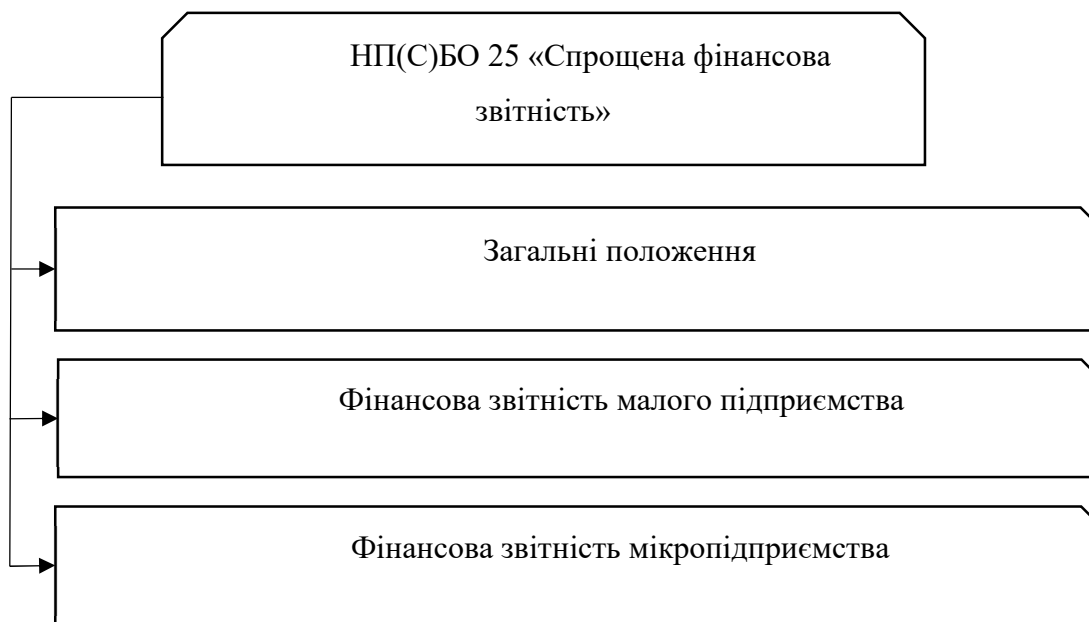 НП(С)БО 25 «Спрощена фінансова
звітність»
Загальні положення
Фінансова звітність малого підприємства
Фінансова звітність мікропідприємства